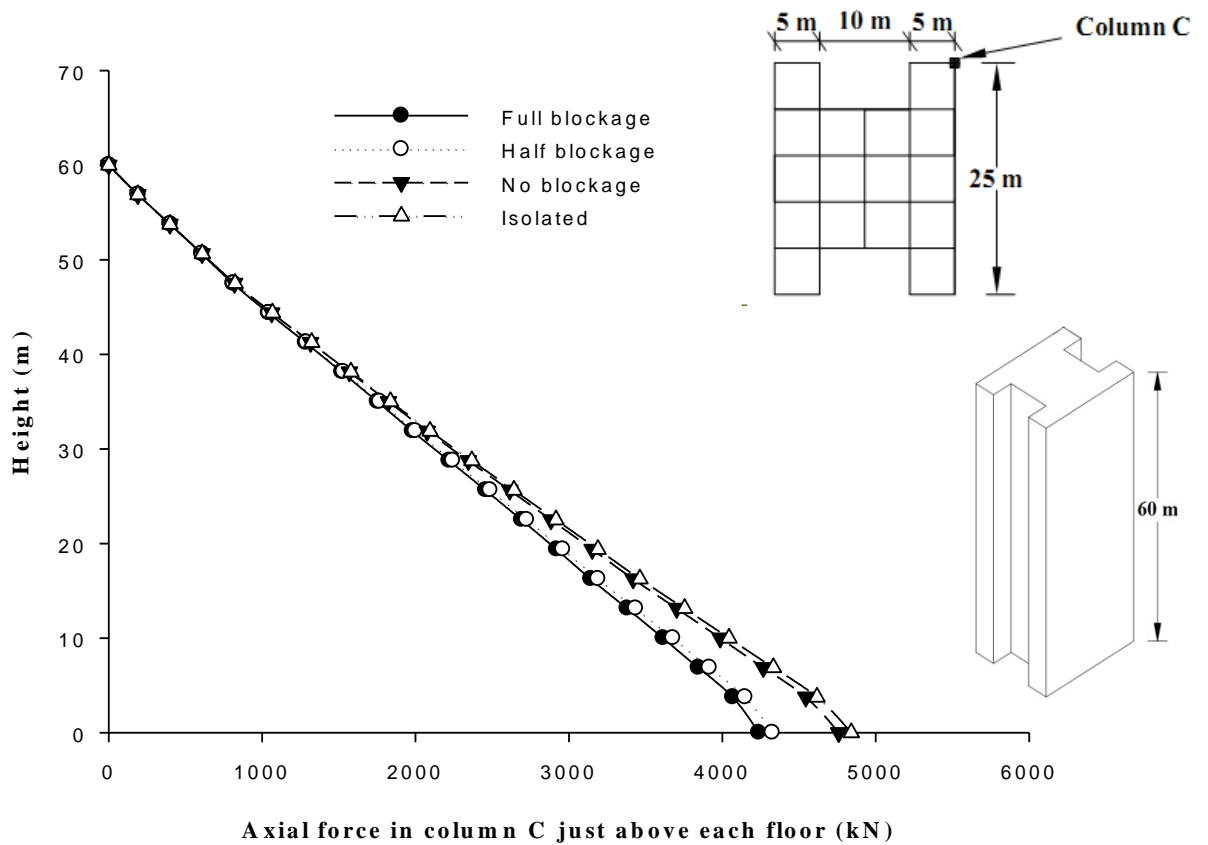 5 m 10 m 5 m
Column C
25 m
60 m
Full blockage
Half blockage
No blockage
Isolated
Height (m)
70
60
50
40
30
20
10
0
0 1000 2000 3000 4000 5000 6000
Axial force in column C just above each floor (kN)